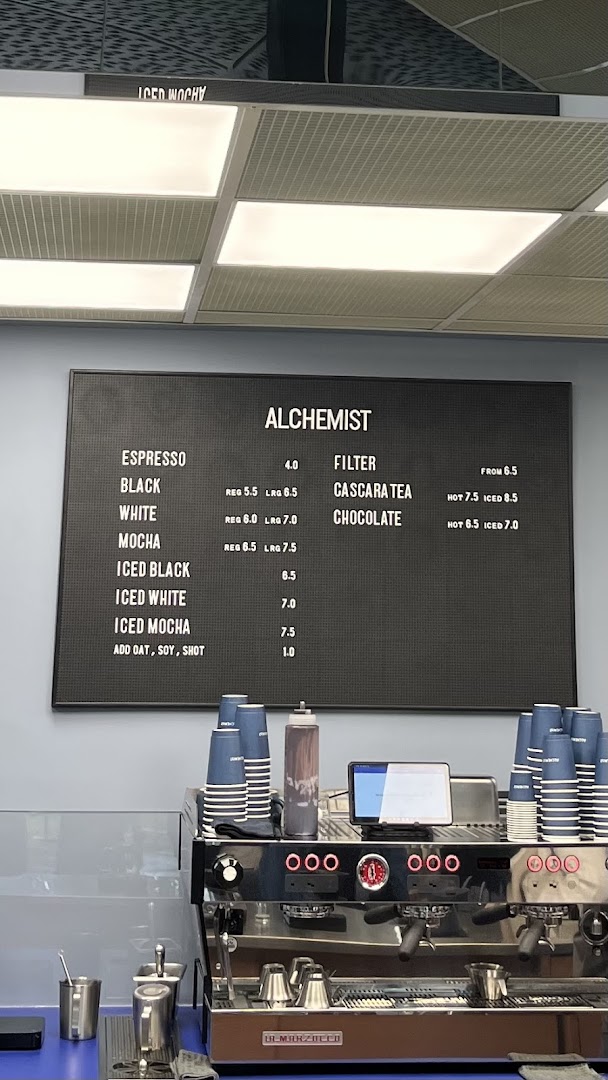 ICED MOCHA
ALCHEMIST
ESPRESSO 4.0
BLACK REG 5.5 LRG 6.5
WHITE REG 6.0 LRG 7.0
MOCHA REG 6.5 LRG 7.5
ICED BLACK 6.5
ICED WHITE 7.0
ICED MOCHA 7.5
ADD OAT, SOY, SHOT 1.0
FILTER FROM 6.5
CASCARA TEA HOT 7.5 ICED 8.5
CHOCOLATE HOT 6.5 ICED 7.0
LA MARZOCCO